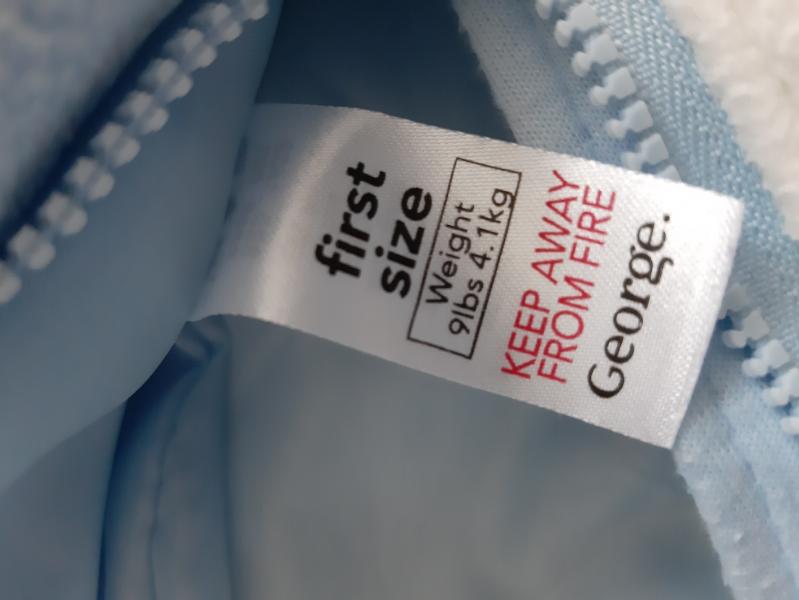 first
size
Weight
9lbs 4.1kg
KEEP AWAY
FROM FIRE
George.